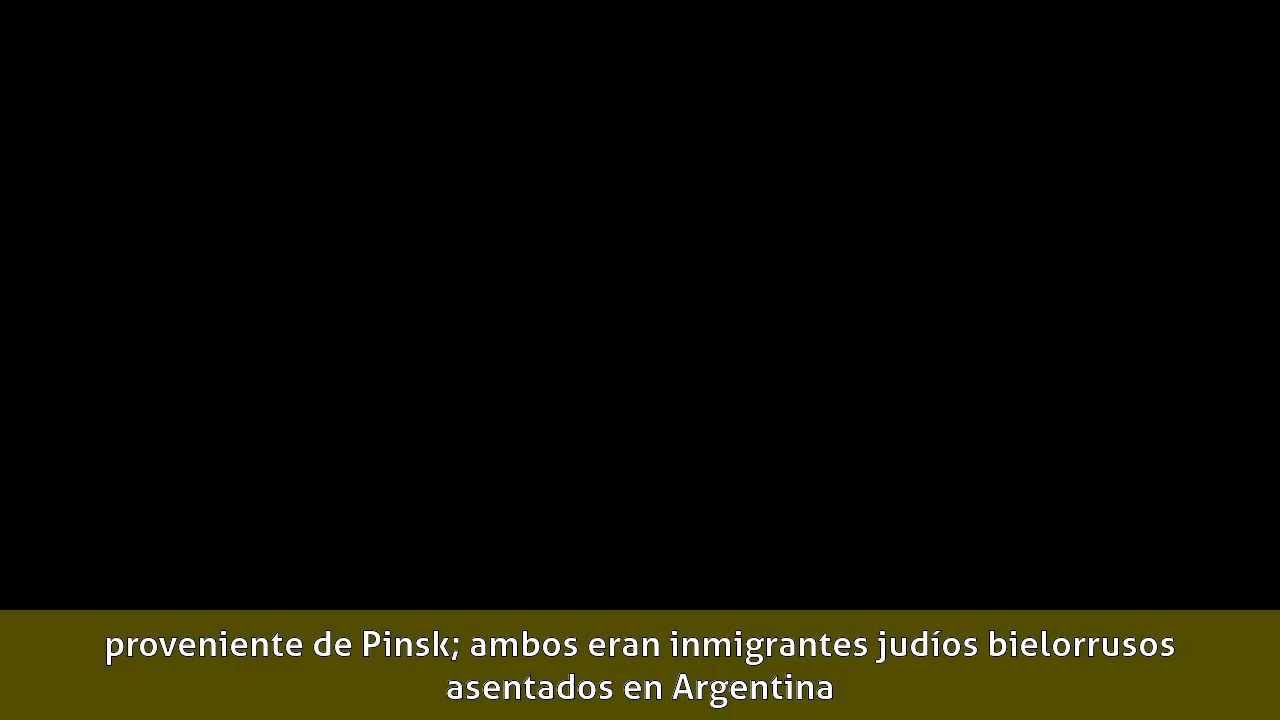 proveniente de Pinsk; ambos eran inmigrantes judíos bielorrusos
asentados en Argentina